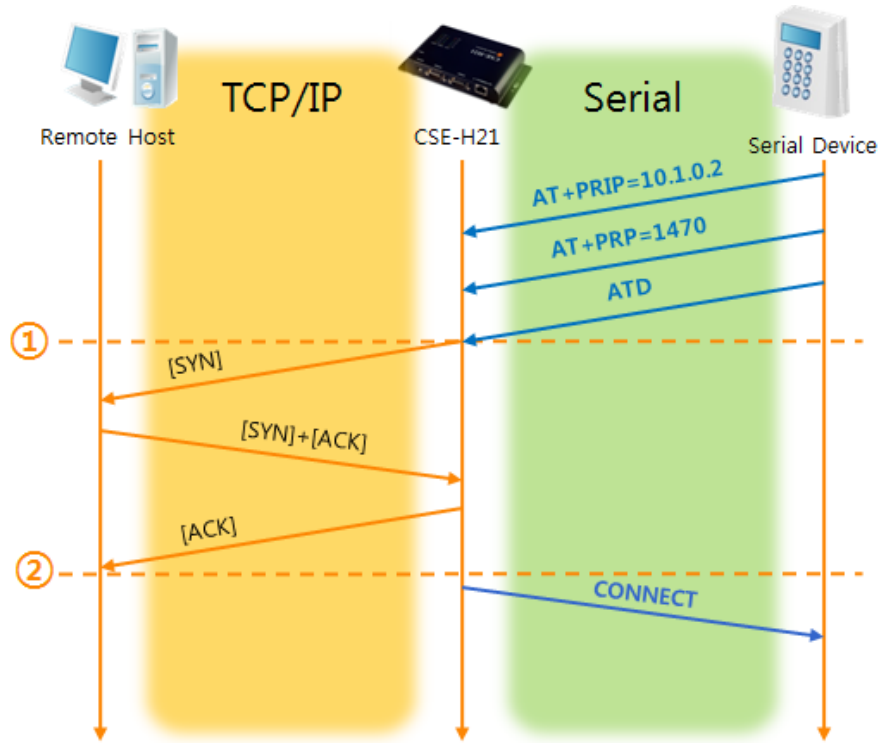 TCP/IP
Serial
Remote Host
CSE-H21
Serial Device
AT+PRIP=10.1.0.2
AT+PRP=1470
ATD
①
[SYN]
[SYN]+[ACK]
[ACK]
②
CONNECT